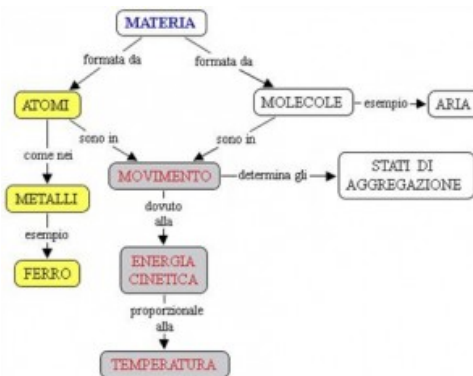 MATERIA
formata da
formata da
ATOMI
MOLECOLE
esempio
ARIA
come nei
sono in
sono in
METALLI
MOVIMENTO
determina gli
STATI DI
AGGREGAZIONE
esempio
dovuto
alla
FERRO
ENERGIA
CINETICA
proporzionale
alla
TEMPERATURA